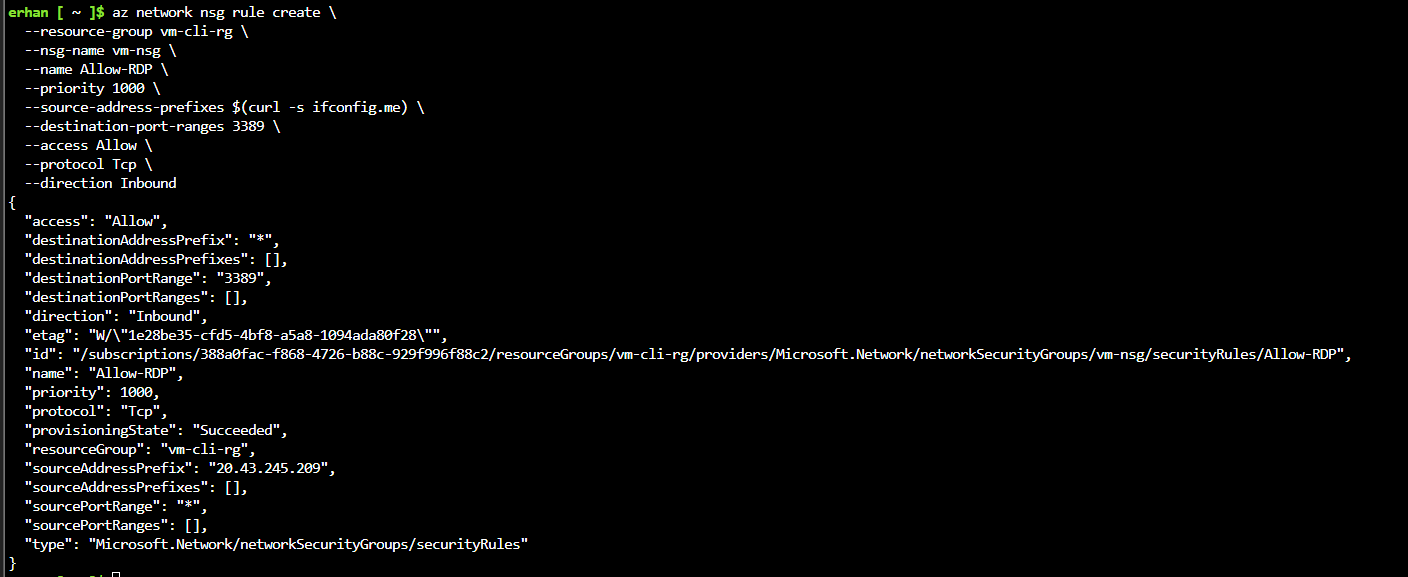 erhan [ ~ ]$ az network nsg rule create \
  --resource-group vm-cli-rg \
  --nsg-name vm-nsg \
  --name Allow-RDP \
  --priority 1000 \
  --source-address-prefixes $(curl -s ifconfig.me) \
  --destination-port-ranges 3389 \
  --access Allow \
  --protocol Tcp \
  --direction Inbound
{
  "access": "Allow",
  "destinationAddressPrefix": "*",
  "destinationAddressPrefixes": [],
  "destinationPortRange": "3389",
  "destinationPortRanges": [],
  "direction": "Inbound",
  "etag": "W/\"1e28be35-cfd5-4bf8-a5a8-1094ada80f28\"",
  "id": "/subscriptions/388a0fac-f868-4726-b88c-929f996f88c2/resourceGroups/vm-cli-rg/providers/Microsoft.Network/networkSecurityGroups/vm-nsg/securityRules/Allow-RDP",
  "name": "Allow-RDP",
  "priority": 1000,
  "protocol": "Tcp",
  "provisioningState": "Succeeded",
  "resourceGroup": "vm-cli-rg",
  "sourceAddressPrefix": "20.43.245.209",
  "sourceAddressPrefixes": [],
  "sourcePortRange": "*",
  "sourcePortRanges": [],
  "type": "Microsoft.Network/networkSecurityGroups/securityRules"
}